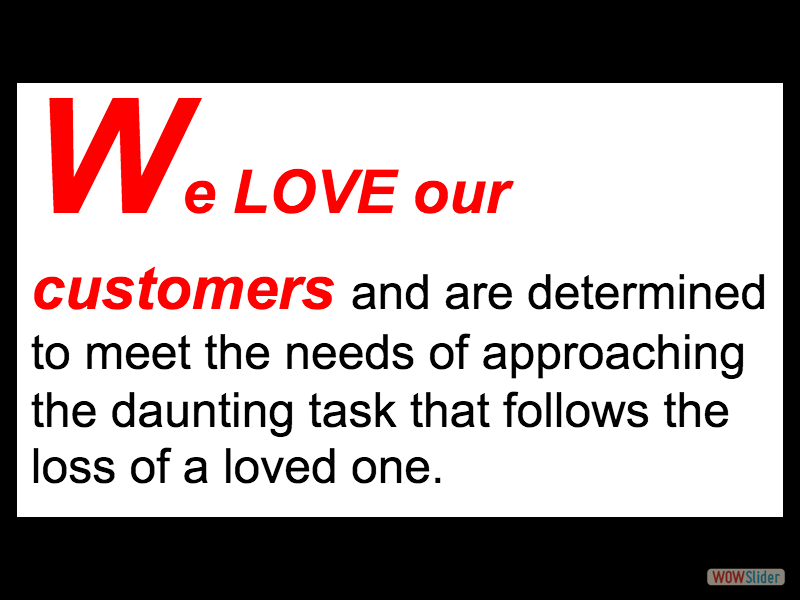 We LOVE our
customers and are determined
to meet the needs of approaching
the daunting task that follows the
loss of a loved one.
WOWSlider